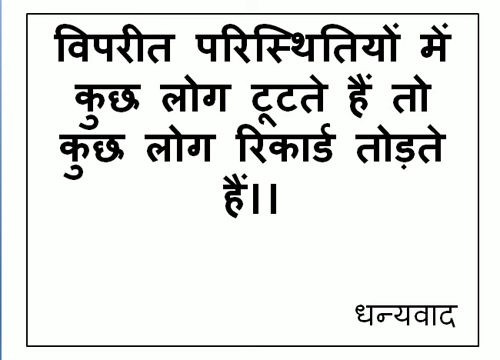 विपरीत परिस्थितियों में
कुछ लोग टूटते हैं तो
कुछ लोग रिकार्ड तोड़ते
हैं।।
धन्यवाद